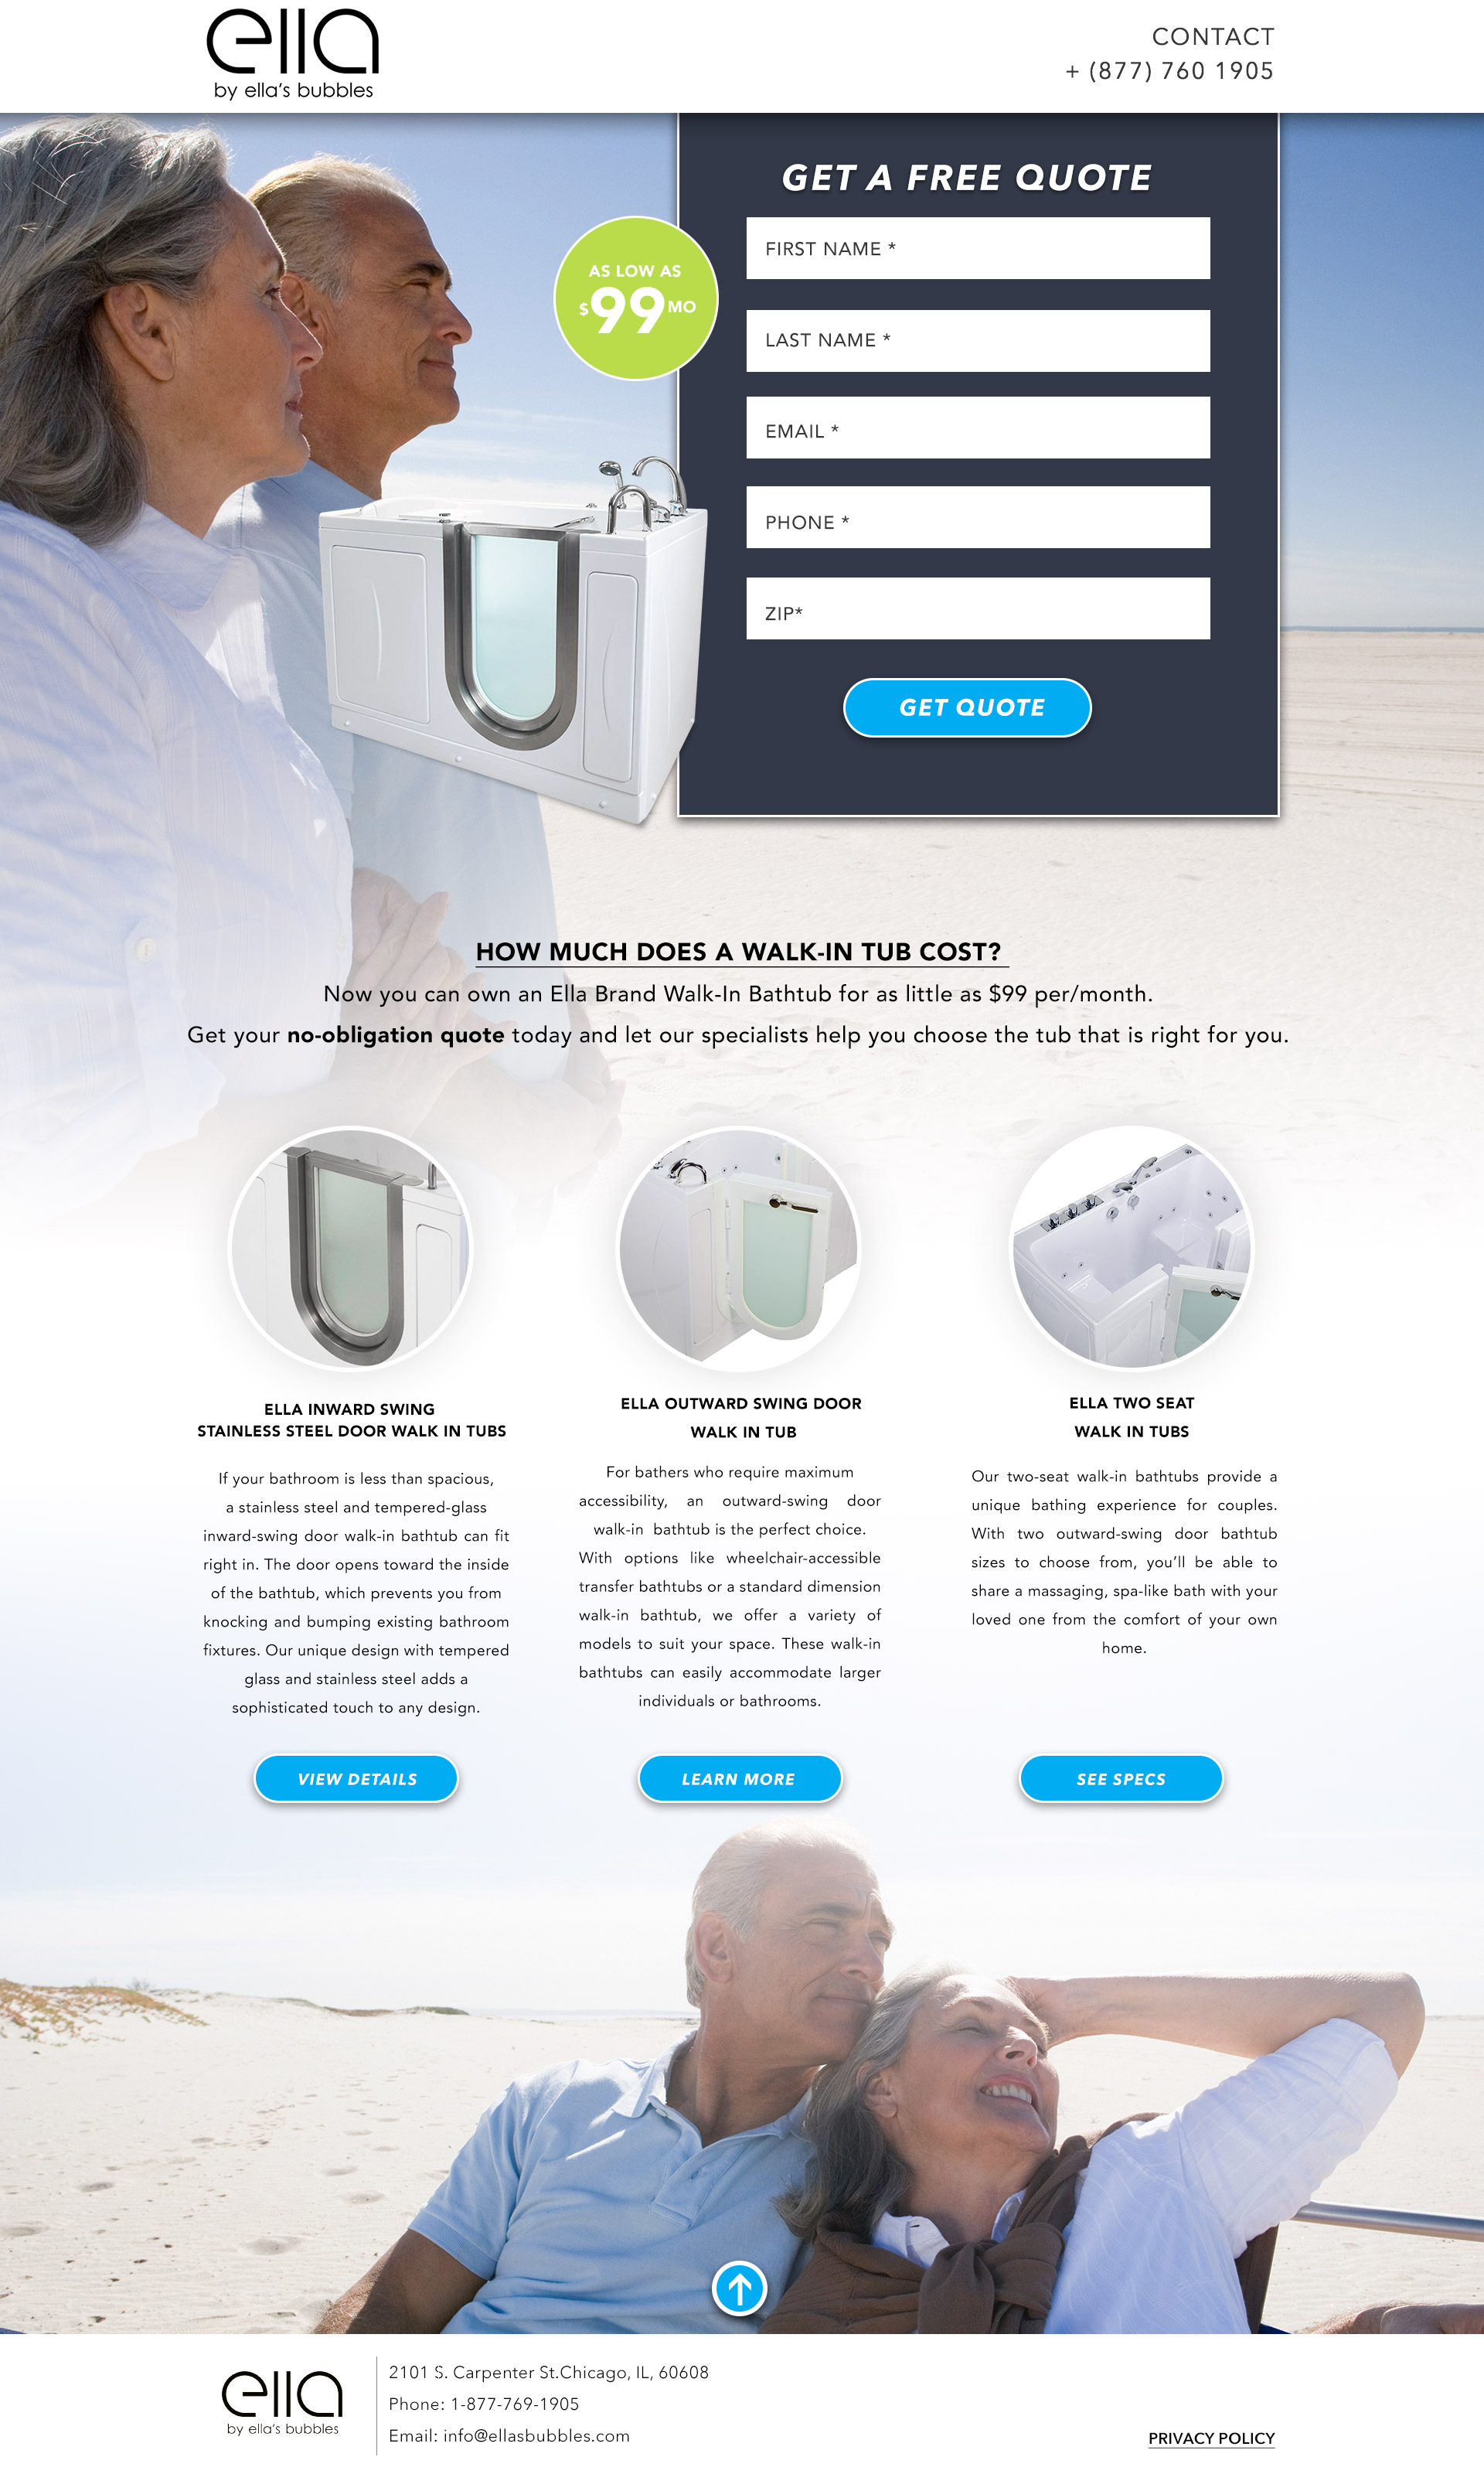 ella
by ella's bubbles
CONTACT
+ (877) 760 1905
GET A FREE QUOTE
AS LOW AS
$99MO
FIRST NAME *
LAST NAME *
EMAIL *
PHONE *
ZIP*
GET QUOTE
HOW MUCH DOES A WALK-IN TUB COST?
Now you can own an Ella Brand Walk-In Bathtub for as little as $99 per/month.
Get your no-obligation quote today and let our specialists help you choose the tub that is right for you.
ELLA INWARD SWING
STAINLESS STEEL DOOR WALK IN TUBS
If your bathroom is less than spacious,
a stainless steel and tempered-glass
inward-swing door walk-in bathtub can fit
right in. The door opens toward the inside
of the bathtub, which prevents you from
knocking and bumping existing bathroom
fixtures. Our unique design with tempered
glass and stainless steel adds a
sophisticated touch to any design.
VIEW DETAILS
ELLA OUTWARD SWING DOOR
WALK IN TUB
For bathers who require maximum
accessibility, an outward-swing door
walk-in bathtub is the perfect choice.
With options like wheelchair-accessible
transfer bathtubs or a standard dimension
walk-in bathtub, we offer a variety of
models to suit your space. These walk-in
bathtubs can easily accommodate larger
individuals or bathrooms.
LEARN MORE
ELLA TWO SEAT
WALK IN TUBS
Our two-seat walk-in bathtubs provide a
unique bathing experience for couples.
With two outward-swing door bathtub
sizes to choose from, you'll be able to
share a massaging, spa-like bath with your
loved one from the comfort of your own
home.
SEE SPECS
ella
by ella's bubbles
2101 S. Carpenter St.Chicago, IL, 60608
Phone: 1-877-769-1905
Email: info@ellasbubbles.com
PRIVACY POLICY